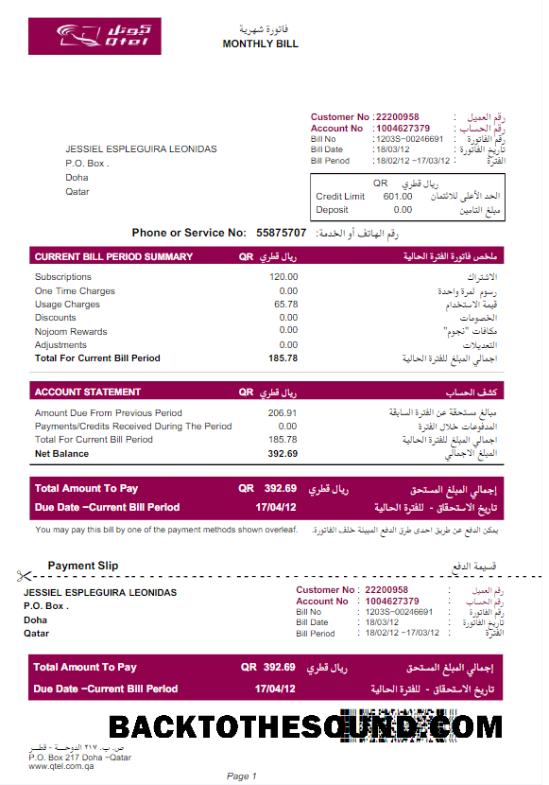 كيوتل
Qtel
فاتورة شهرية
MONTHLY BILL
Customer No :22200958 : رقم العميل
Account No :1004627379 : رقم الحساب
Bill No :1203S-00246691 : رقم الفاتورة
Bill Date :18/03/12 : تاريخ الفاتورة
Bill Period :18/02/12 -17/03/12 : الفترة
JESSIEL ESPLEGUIRA LEONIDAS
P.O. Box .
Doha
Qatar
QR ريال قطري
Credit Limit 601.00 الحد الأعلى للائتمان
Deposit 0.00 مبلغ التامين
Phone or Service No: 55875707 رقم الهاتف أو الخدمة:
CURRENT BILL PERIOD SUMMARY QR ريال قطري ملخص فاتورة الفترة الحالية
Subscriptions 120.00 الاشتراك
One Time Charges 0.00 رسوم لمرة واحدة
Usage Charges 65.78 قيمة الاستخدام
Discounts 0.00 الخصومات
Nojoom Rewards 0.00 مكافات "نجوم"
Adjustments 0.00 التعديلات
Total For Current Bill Period 185.78 اجمالي المبلغ للفترة الحالية
ACCOUNT STATEMENT QR ريال قطري كشف الحساب
Amount Due From Previous Period 206.91 مبالغ مستحقة عن الفترة السابقة
Payments/Credits Received During The Period 0.00 المدفوعات خلال الفترة
Total For Current Bill Period 185.78 اجمالي المبلغ للفترة الحالية
Net Balance 392.69 المبلغ الاجمالي
Total Amount To Pay QR 392.69 ريال قطري إجمالي المبلغ المستحق
Due Date -Current Bill Period 17/04/12 تاريخ الاستحقاق - للفترة الحالية
You may pay this bill by one of the payment methods shown overleaf. يمكن الدفع عن طريق احدى طرق الدفع المبينة خلف الفاتورة.
Payment Slip قسيمة الدفع
JESSIEL ESPLEGUIRA LEONIDAS
P.O. Box .
Doha
Qatar
Customer No : 22200958 : رقم العميل
Account No : 1004627379 : رقم الحساب
Bill No : 1203S-00246691 : رقم الفاتورة
Bill Date : 18/03/12 : تاريخ الفاتورة
Bill Period : 18/02/12 -17/03/12 : الفترة
Total Amount To Pay QR 392.69 ريال قطري إجمالي المبلغ المستحق
Due Date -Current Bill Period 17/04/12 تاريخ الاستحقاق - للفترة الحالية
BACKTOTHESOUND.COM
ص. ب. ٢١٧ الدوحة - قطر
P.O. Box 217 Doha -Qatar
www.qtel.com.qa
Page 1